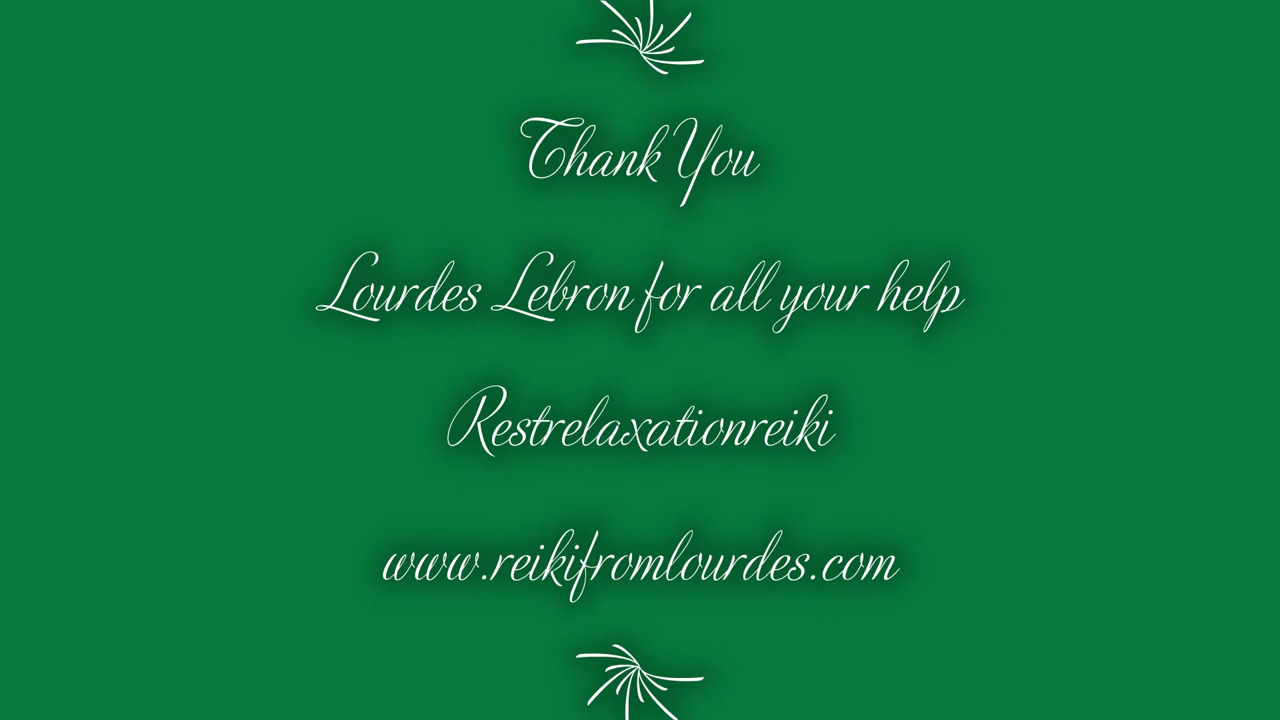 Thank You
Lourdes Lebron for all your help
Restrelaxationreiki
www.reikifromlourdes.com